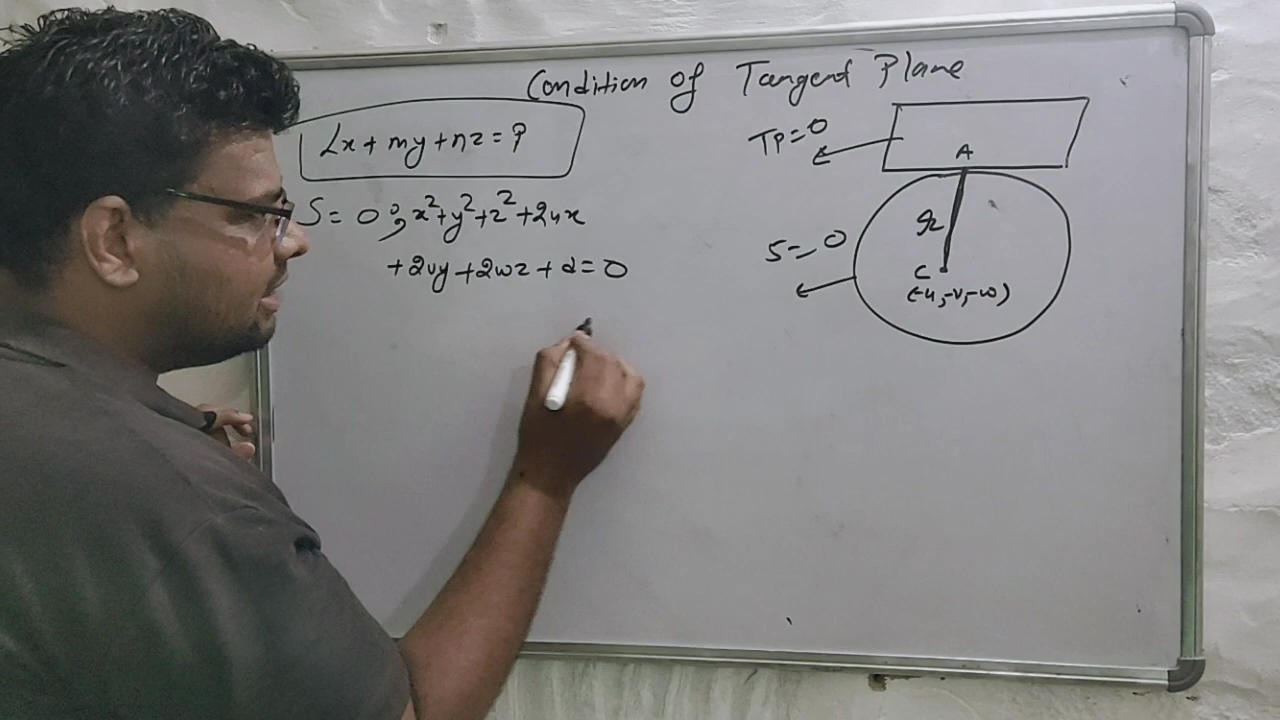 Condition of Tangent Plane
lx + my + nz = P
S = 0 ; x² + y² + z² + 2ux
+ 2vy + 2wz + d = 0
TP = 0
A
r
S = 0
C
(-u, -v, -w)